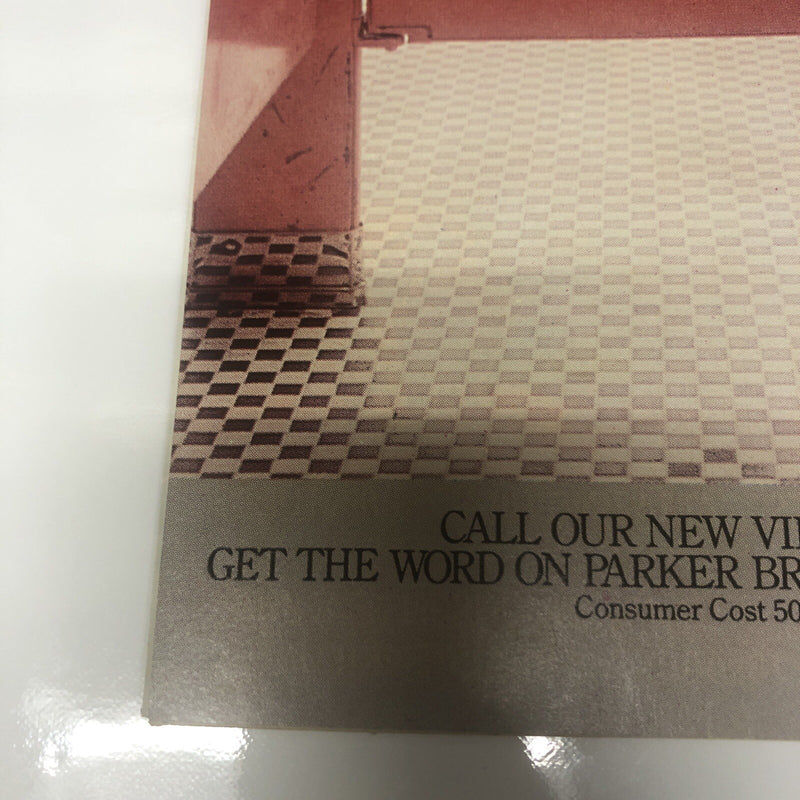 CALL OUR NEW VI
GET THE WORD ON PARKER BR
Consumer Cost 50